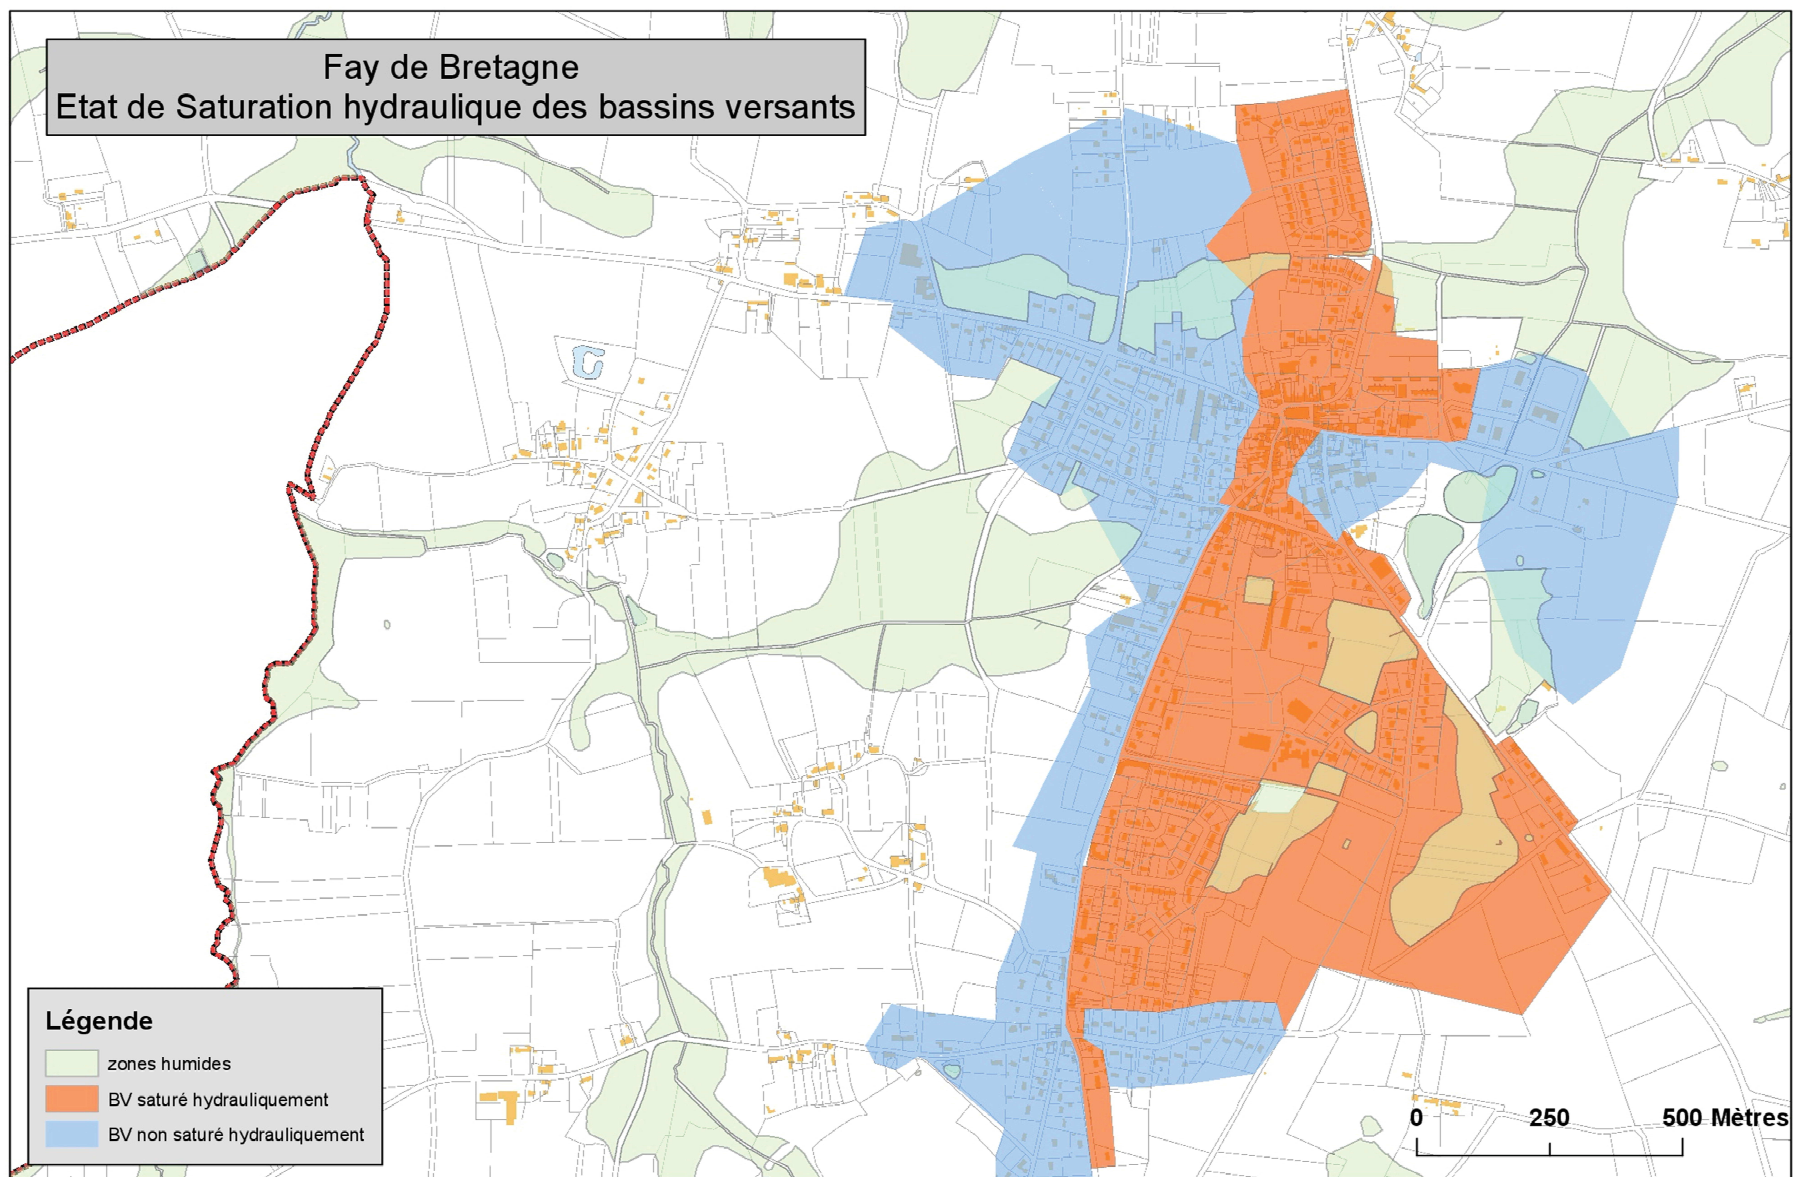 Fay de Bretagne
Etat de Saturation hydraulique des bassins versants
Légende
zones humides
BV saturé hydrauliquement
BV non saturé hydrauliquement
0 250 500 Mètres